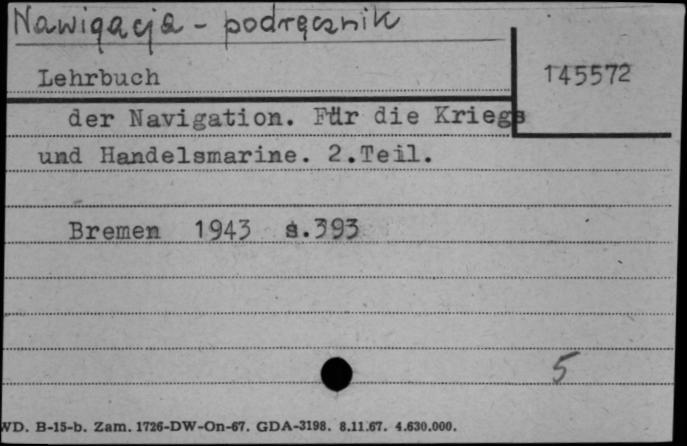 Nawigacja - podręcznik
Lehrbuch
145572
der Navigation. Für die Kriegs
und Handelsmarine. 2.Teil.
Bremen 1943 s.393
5
WD. B-15-b. Zam. 1726-DW-On-67. GDA-3198. 8.11.67. 4.630.000.